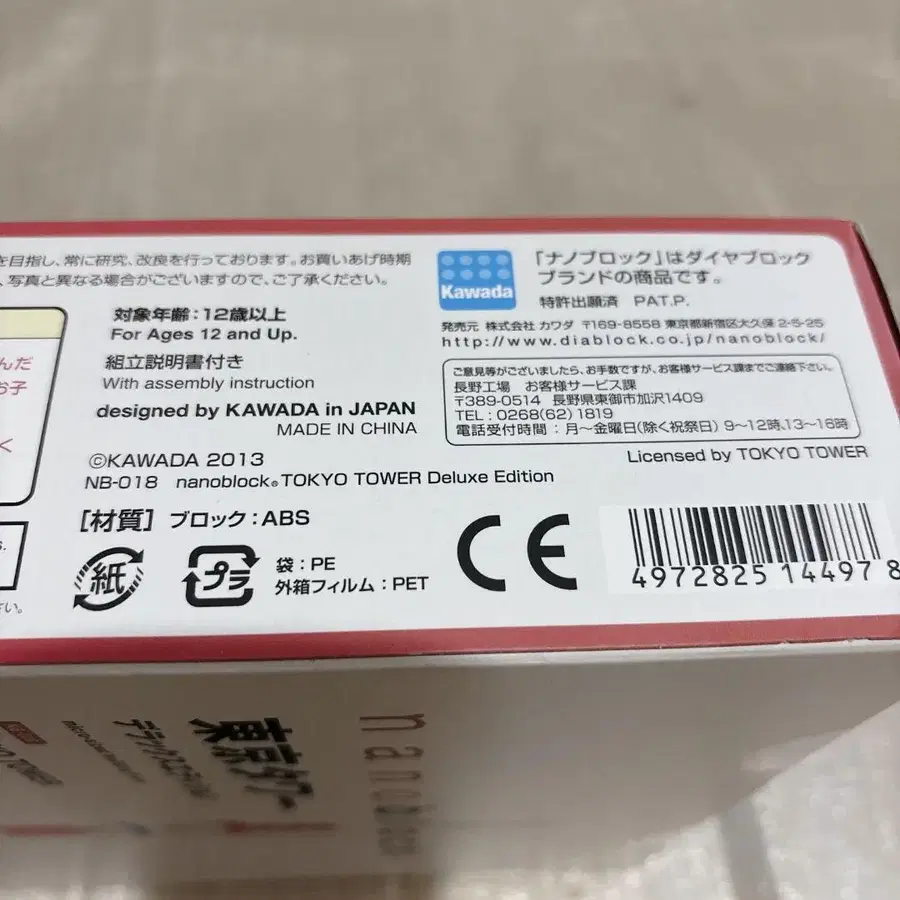 を目指し、常に研究、改良を行っております。お買いあげ時期
、写真と異なる場合がございますので、ご了承ください。
対象年齢:12歳以上
For Ages 12 and Up.
組立説明書付き
With assembly instruction
designed by KAWADA in JAPAN
MADE IN CHINA
©KAWADA 2013
NB-018 nanoblock®TOKYO TOWER Deluxe Edition
[材質] ブロック:ABS
紙
プラ
袋:PE
外箱フィルム:PET
Kawada
「ナノブロック」はダイヤブロック
ブランドの商品です。
特許出願済 PAT.P.
発売元 株式会社 カワダ 〒169-8558 東京都新宿区大久保 2-5-25
http://www.diablock.co.jp/nanoblock/
ご意見等がございましたら、お手数ですが、お客様サービス課までご連絡下さい。
長野工場 お客様サービス課
〒389-0514 長野県東御市加沢1409
TEL:0268(62)1819
電話受付時間:月〜金曜日(除く祝祭日) 9〜12時、13〜16時
Licensed by TOKYO TOWER
CE
4972825 144978
んだ
お子
く
s.
さい。
nanobloc
東京タワー
デラックスエディション